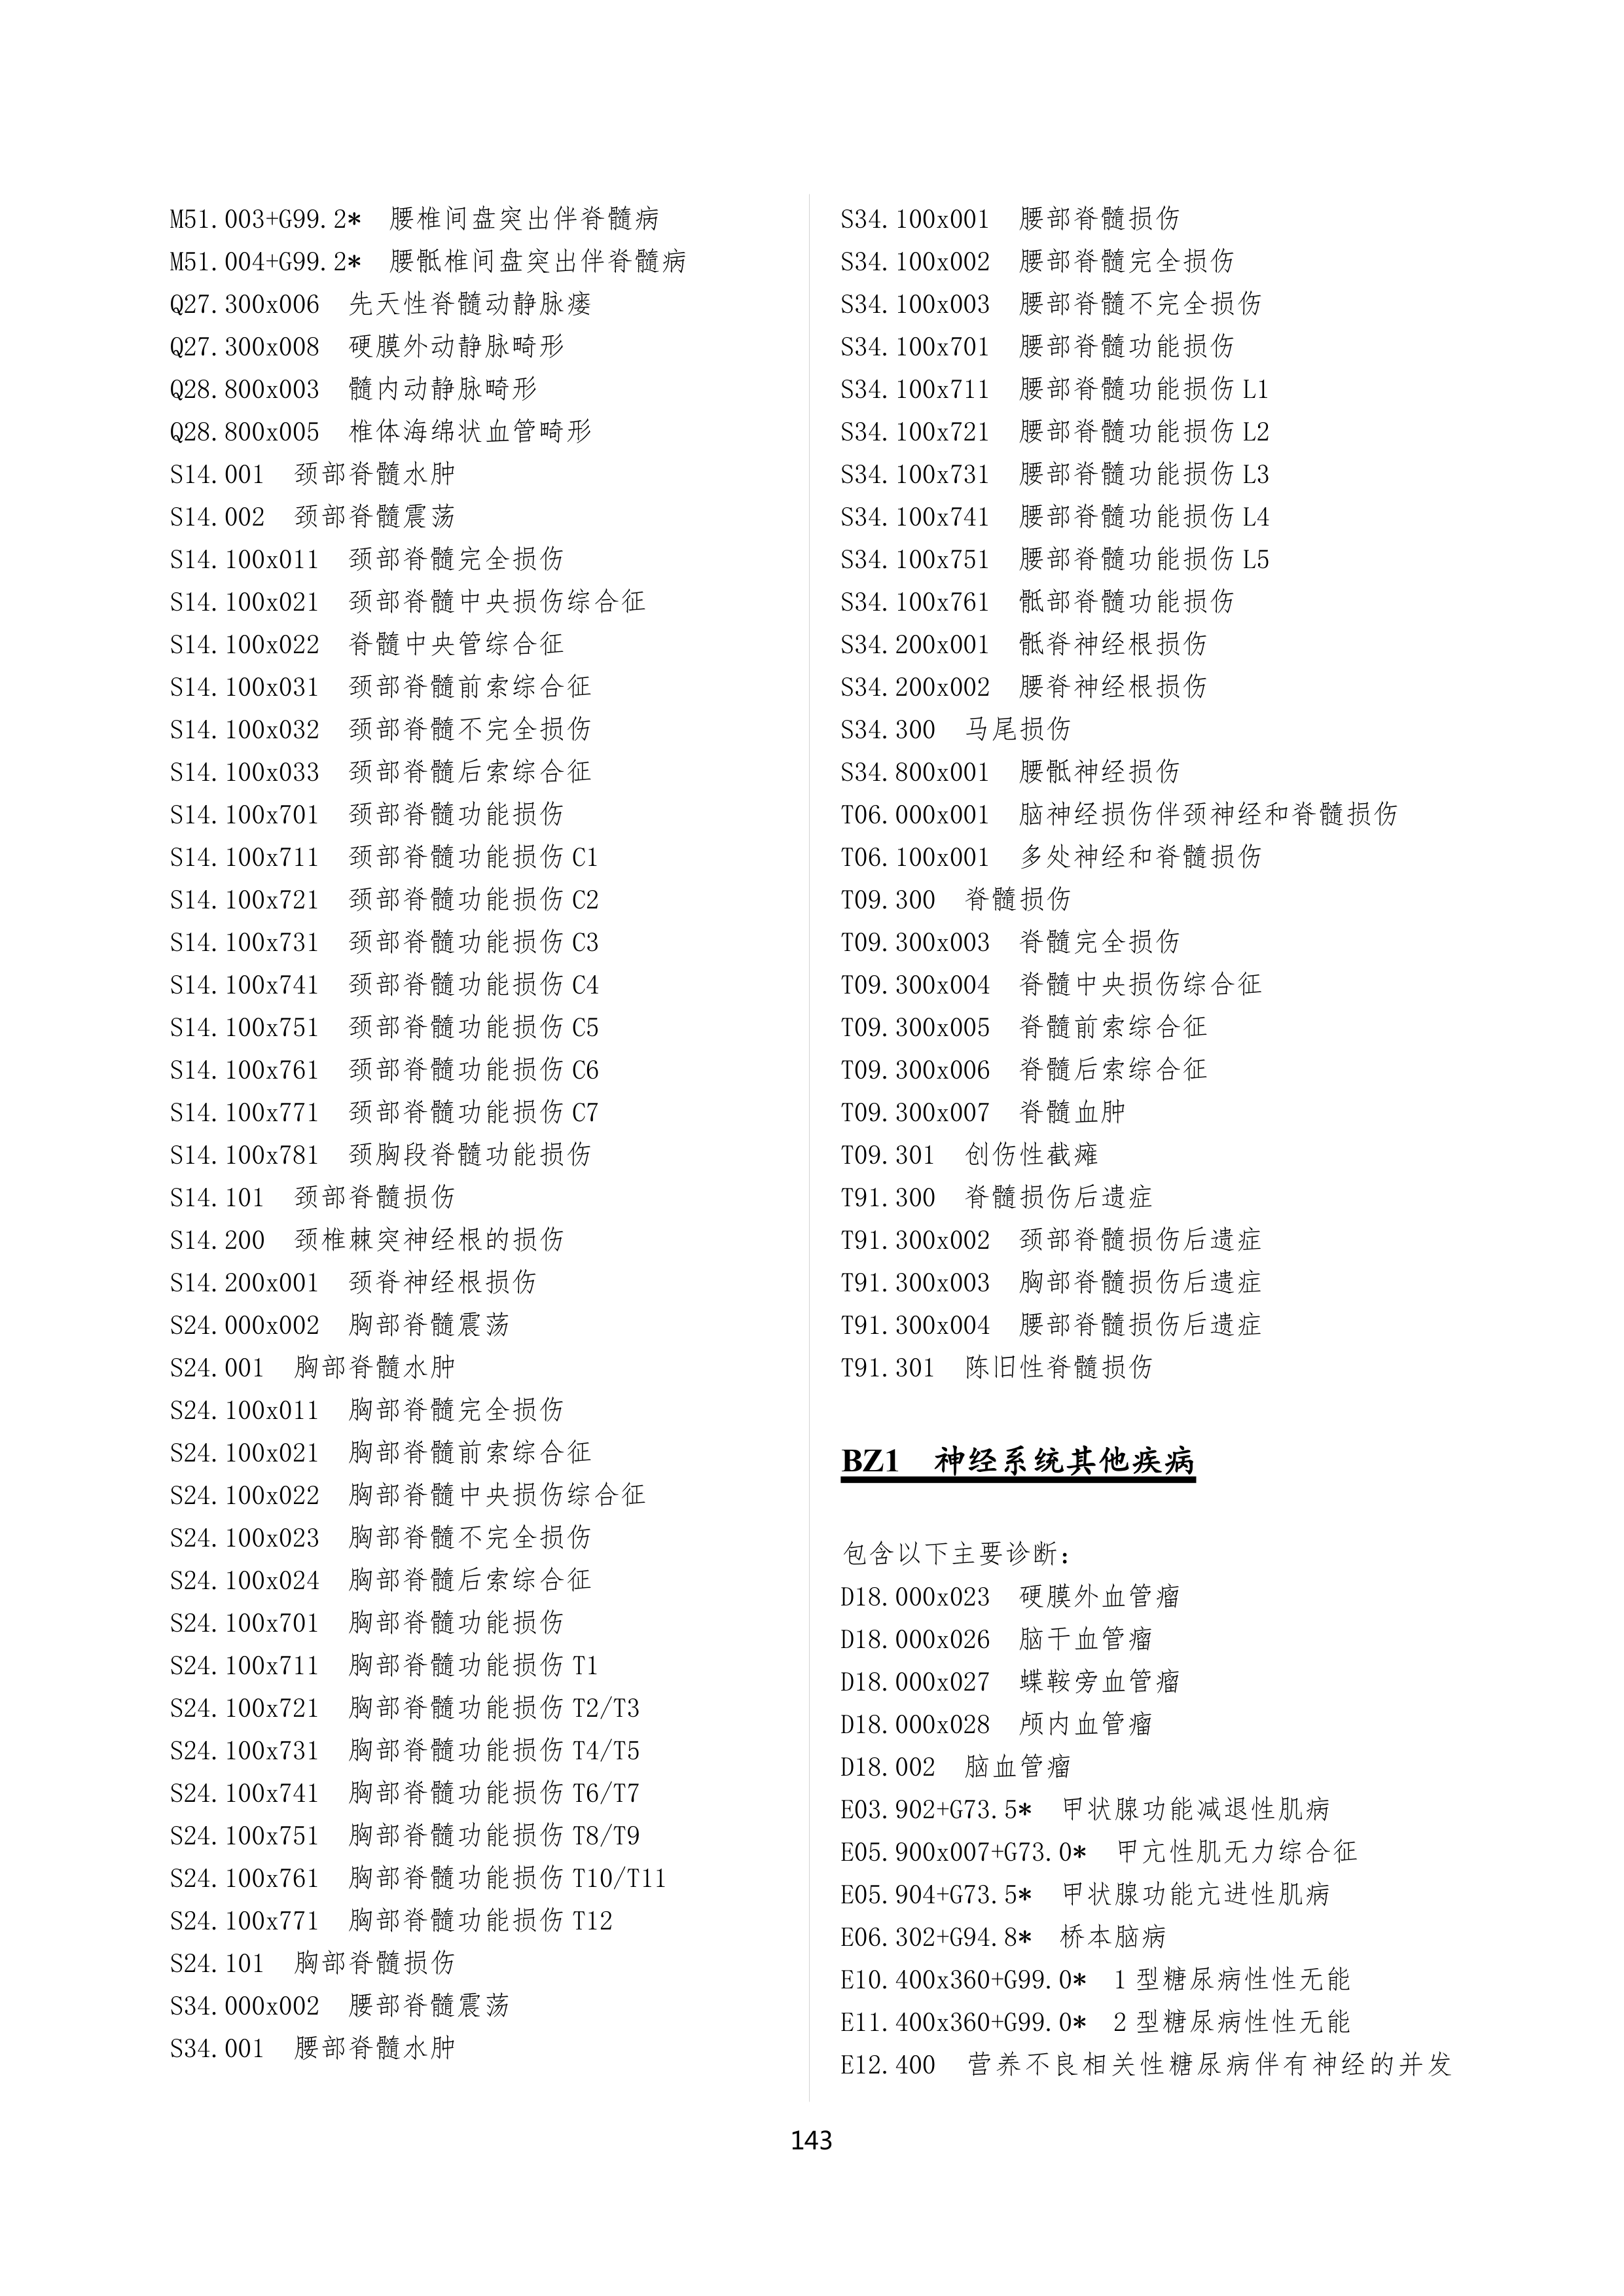 M51.003+G99.2*　腰椎间盘突出伴脊髓病
M51.004+G99.2*　腰骶椎间盘突出伴脊髓病
Q27.300x006　先天性脊髓动静脉瘘
Q27.300x008　硬膜外动静脉畸形
Q28.800x003　髓内动静脉畸形
Q28.800x005　椎体海绵状血管畸形
S14.001　颈部脊髓水肿
S14.002　颈部脊髓震荡
S14.100x011　颈部脊髓完全损伤
S14.100x021　颈部脊髓中央损伤综合征
S14.100x022　脊髓中央管综合征
S14.100x031　颈部脊髓前索综合征
S14.100x032　颈部脊髓不完全损伤
S14.100x033　颈部脊髓后索综合征
S14.100x701　颈部脊髓功能损伤
S14.100x711　颈部脊髓功能损伤 C1
S14.100x721　颈部脊髓功能损伤 C2
S14.100x731　颈部脊髓功能损伤 C3
S14.100x741　颈部脊髓功能损伤 C4
S14.100x751　颈部脊髓功能损伤 C5
S14.100x761　颈部脊髓功能损伤 C6
S14.100x771　颈部脊髓功能损伤 C7
S14.100x781　颈胸段脊髓功能损伤
S14.101　颈部脊髓损伤
S14.200　颈椎棘突神经根的损伤
S14.200x001　颈脊神经根损伤
S24.000x002　胸部脊髓震荡
S24.001　胸部脊髓水肿
S24.100x011　胸部脊髓完全损伤
S24.100x021　胸部脊髓前索综合征
S24.100x022　胸部脊髓中央损伤综合征
S24.100x023　胸部脊髓不完全损伤
S24.100x024　胸部脊髓后索综合征
S24.100x701　胸部脊髓功能损伤
S24.100x711　胸部脊髓功能损伤 T1
S24.100x721　胸部脊髓功能损伤 T2/T3
S24.100x731　胸部脊髓功能损伤 T4/T5
S24.100x741　胸部脊髓功能损伤 T6/T7
S24.100x751　胸部脊髓功能损伤 T8/T9
S24.100x761　胸部脊髓功能损伤 T10/T11
S24.100x771　胸部脊髓功能损伤 T12
S24.101　胸部脊髓损伤
S34.000x002　腰部脊髓震荡
S34.001　腰部脊髓水肿
S34.100x001　腰部脊髓损伤
S34.100x002　腰部脊髓完全损伤
S34.100x003　腰部脊髓不完全损伤
S34.100x701　腰部脊髓功能损伤
S34.100x711　腰部脊髓功能损伤 L1
S34.100x721　腰部脊髓功能损伤 L2
S34.100x731　腰部脊髓功能损伤 L3
S34.100x741　腰部脊髓功能损伤 L4
S34.100x751　腰部脊髓功能损伤 L5
S34.100x761　骶部脊髓功能损伤
S34.200x001　骶脊神经根损伤
S34.200x002　腰脊神经根损伤
S34.300　马尾损伤
S34.800x001　腰骶神经损伤
T06.000x001　脑神经损伤伴颈神经和脊髓损伤
T06.100x001　多处神经和脊髓损伤
T09.300　脊髓损伤
T09.300x003　脊髓完全损伤
T09.300x004　脊髓中央损伤综合征
T09.300x005　脊髓前索综合征
T09.300x006　脊髓后索综合征
T09.300x007　脊髓血肿
T09.301　创伤性截瘫
T91.300　脊髓损伤后遗症
T91.300x002　颈部脊髓损伤后遗症
T91.300x003　胸部脊髓损伤后遗症
T91.300x004　腰部脊髓损伤后遗症
T91.301　陈旧性脊髓损伤
BZ1　神经系统其他疾病
包含以下主要诊断：
D18.000x023　硬膜外血管瘤
D18.000x026　脑干血管瘤
D18.000x027　蝶鞍旁血管瘤
D18.000x028　颅内血管瘤
D18.002　脑血管瘤
E03.902+G73.5*　甲状腺功能减退性肌病
E05.900x007+G73.0*　甲亢性肌无力综合征
E05.904+G73.5*　甲状腺功能亢进性肌病
E06.302+G94.8*　桥本脑病
E10.400x360+G99.0*　1 型糖尿病性性无能
E11.400x360+G99.0*　2 型糖尿病性性无能
E12.400　营养不良相关性糖尿病伴有神经的并发
143